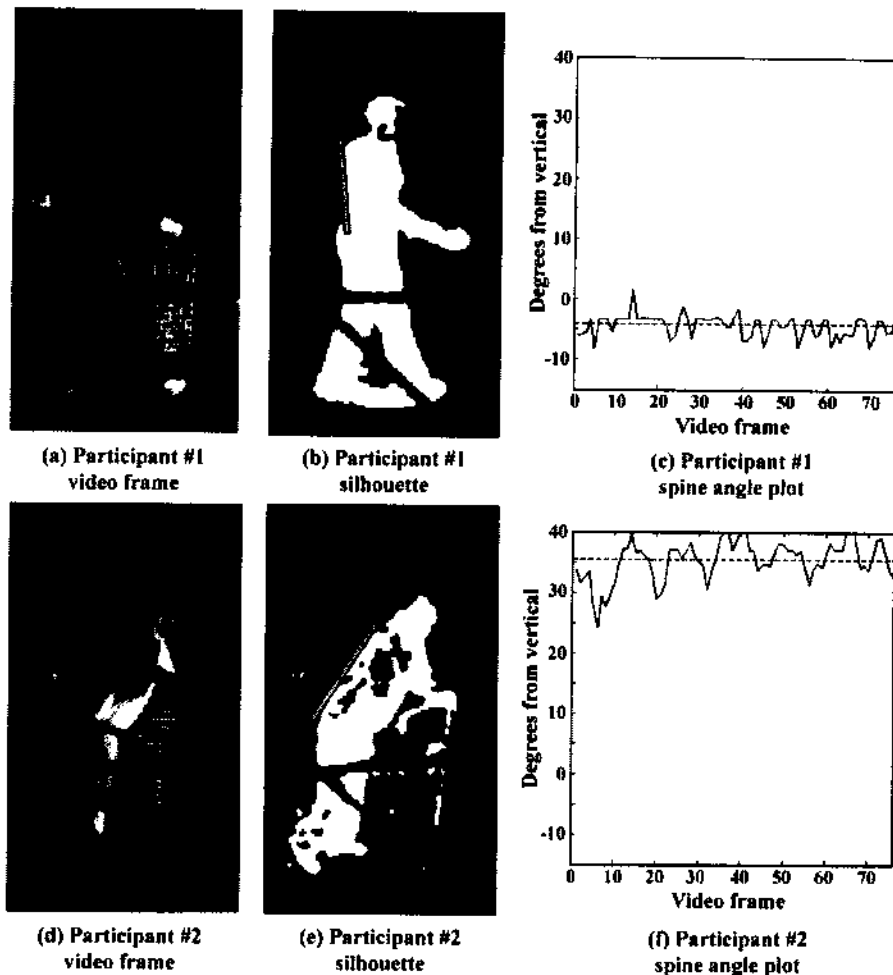 40
30
20
10
0
-10
Degrees from vertical
0 10 20 30 40 50 60 70
Video frame
(a) Participant #1
video frame
(b) Participant #1
silhouette
(c) Participant #1
spine angle plot
40
35
30
20
10
0
-10
Degrees from vertical
0 10 20 30 40 50 60 70
Video frame
(d) Participant #2
video frame
(e) Participant #2
silhouette
(f) Participant #2
spine angle plot